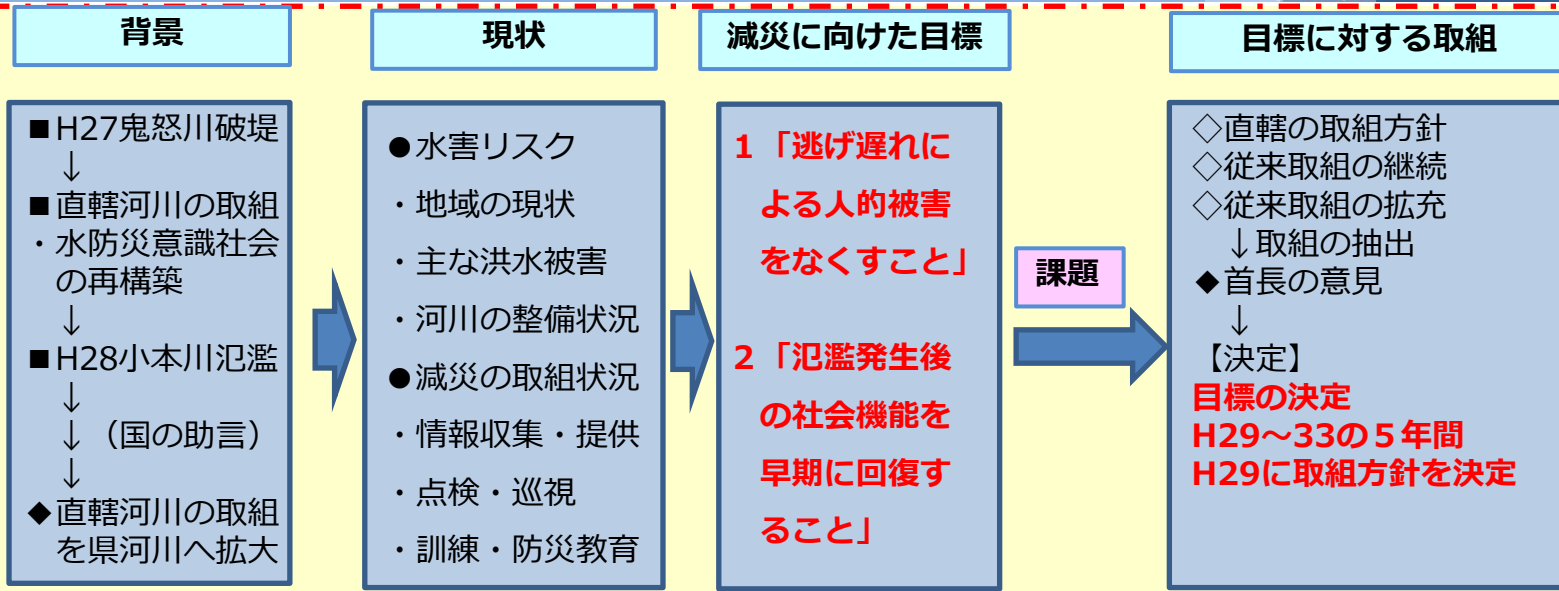 背景
■H27鬼怒川破堤
↓
■直轄河川の取組
・水防災意識社会
の再構築
↓
■H28小本川氾濫
↓
↓（国の助言）
↓
◆直轄河川の取組
を県河川へ拡大
現状
●水害リスク
・地域の現状
・主な洪水被害
・河川の整備状況
●減災の取組状況
・情報収集・提供
・点検・巡視
・訓練・防災教育
減災に向けた目標
1「逃げ遅れに
よる人的被害
をなくすこと」
2「氾濫発生後
の社会機能を
早期に回復す
ること」
課題
目標に対する取組
◇直轄の取組方針
◇従来取組の継続
◇従来取組の拡充
↓取組の抽出
◆首長の意見
↓
【決定】
目標の決定
H29～33の５年間
H29に取組方針を決定